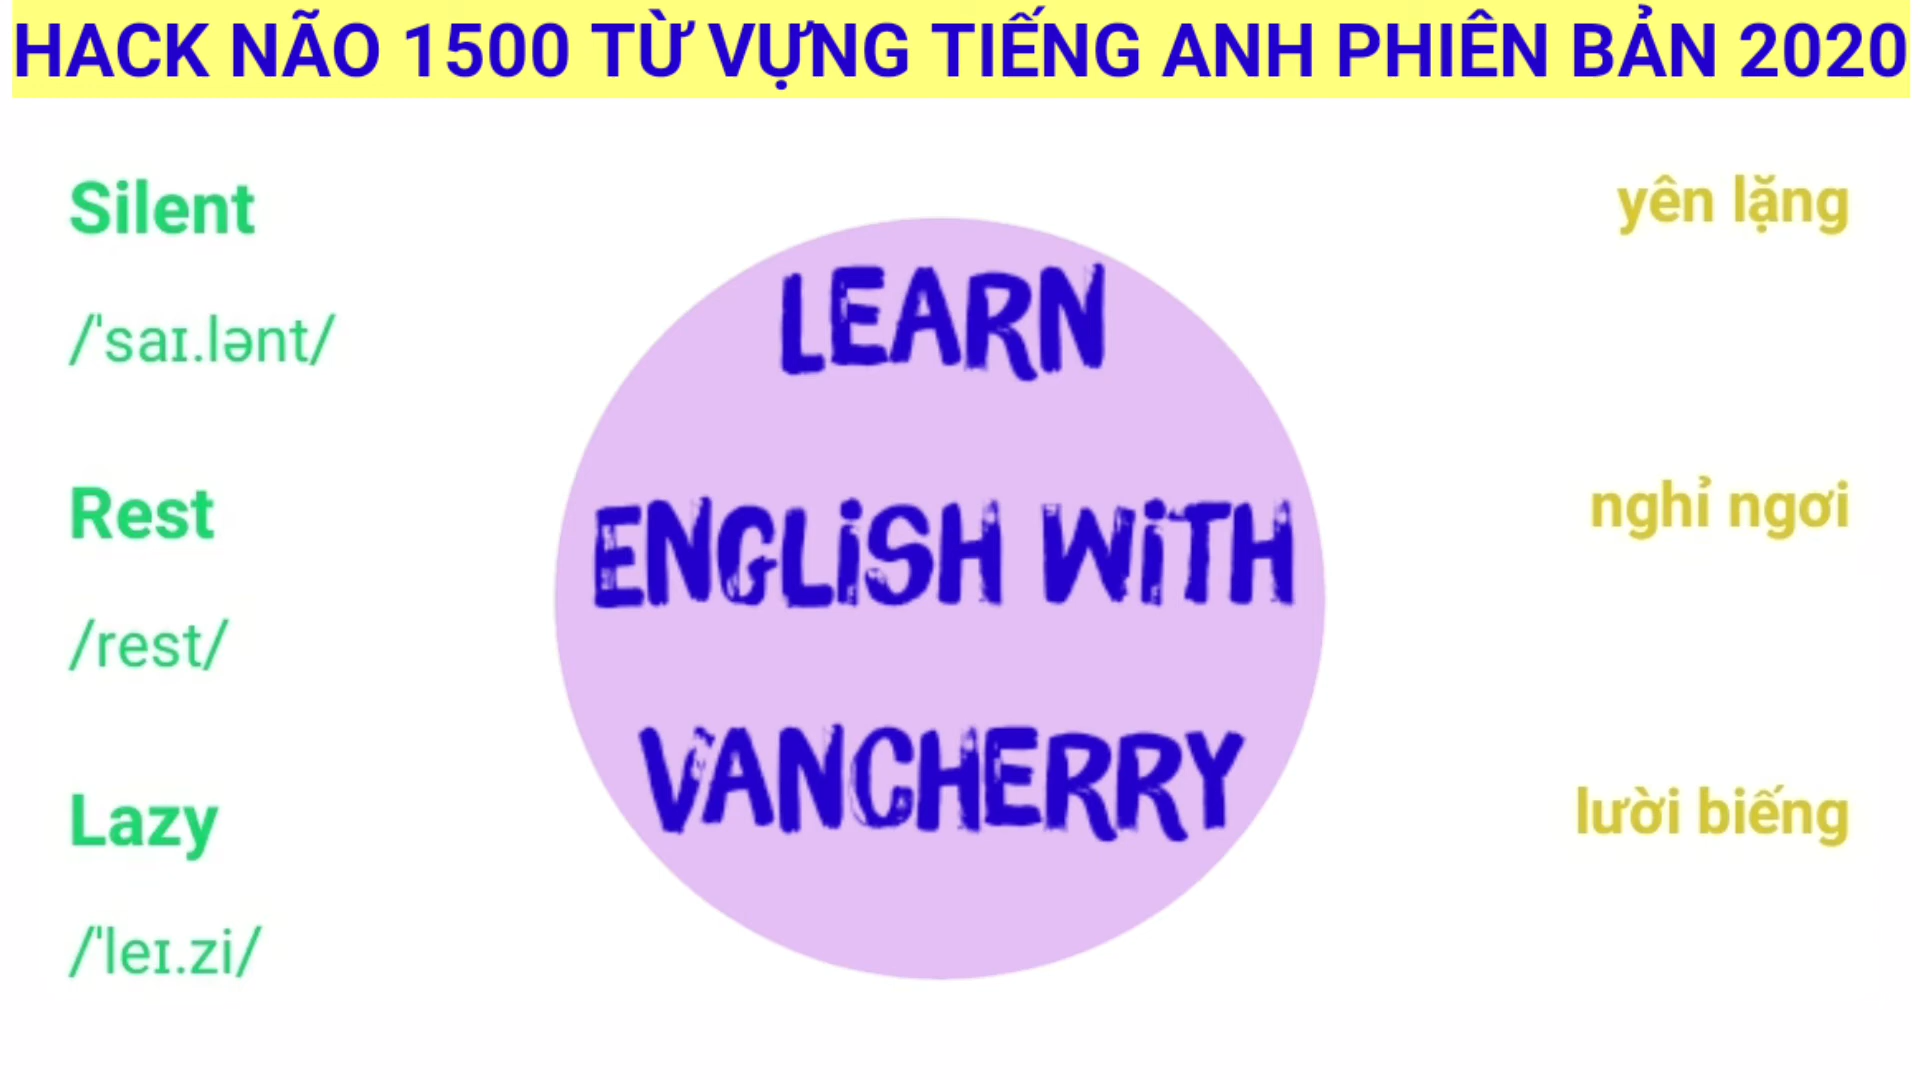 HACK NÃO 1500 TỪ VỰNG TIẾNG ANH PHIÊN BẢN 2020
Silent
yên lặng
/ˈsaɪ.lənt/
LEARN
Rest
nghỉ ngơi
ENGLiSH WiTH
/rest/
VANCHERRY
Lazy
lười biếng
/ˈleɪ.zi/